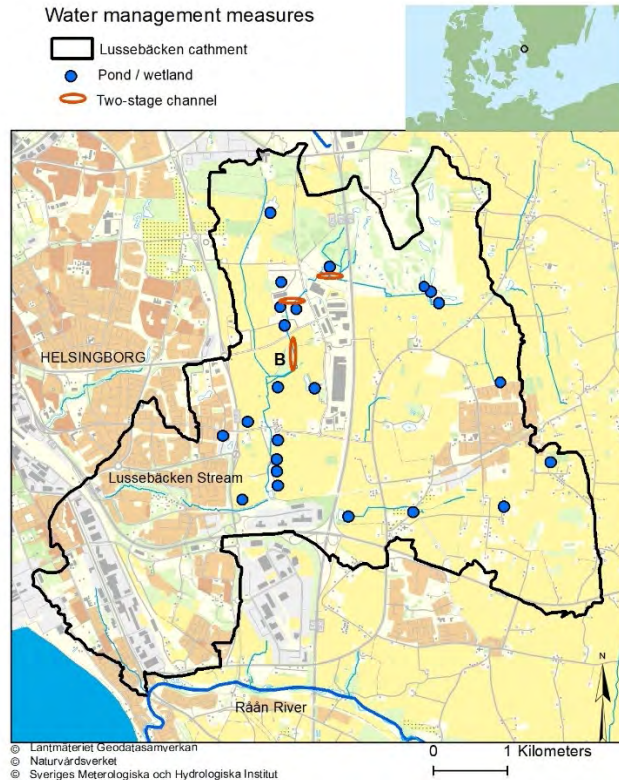 Water management measures
Lussebäcken cathment
Pond / wetland
Two-stage channel
HELSINGBORG
B
Lussebäcken Stream
Råån River
N
0 1 Kilometers
© Lantmäteriet Geodatasamverkan
© Naturvårdsverket
© Sveriges Meterologiska och Hydrologiska Institut